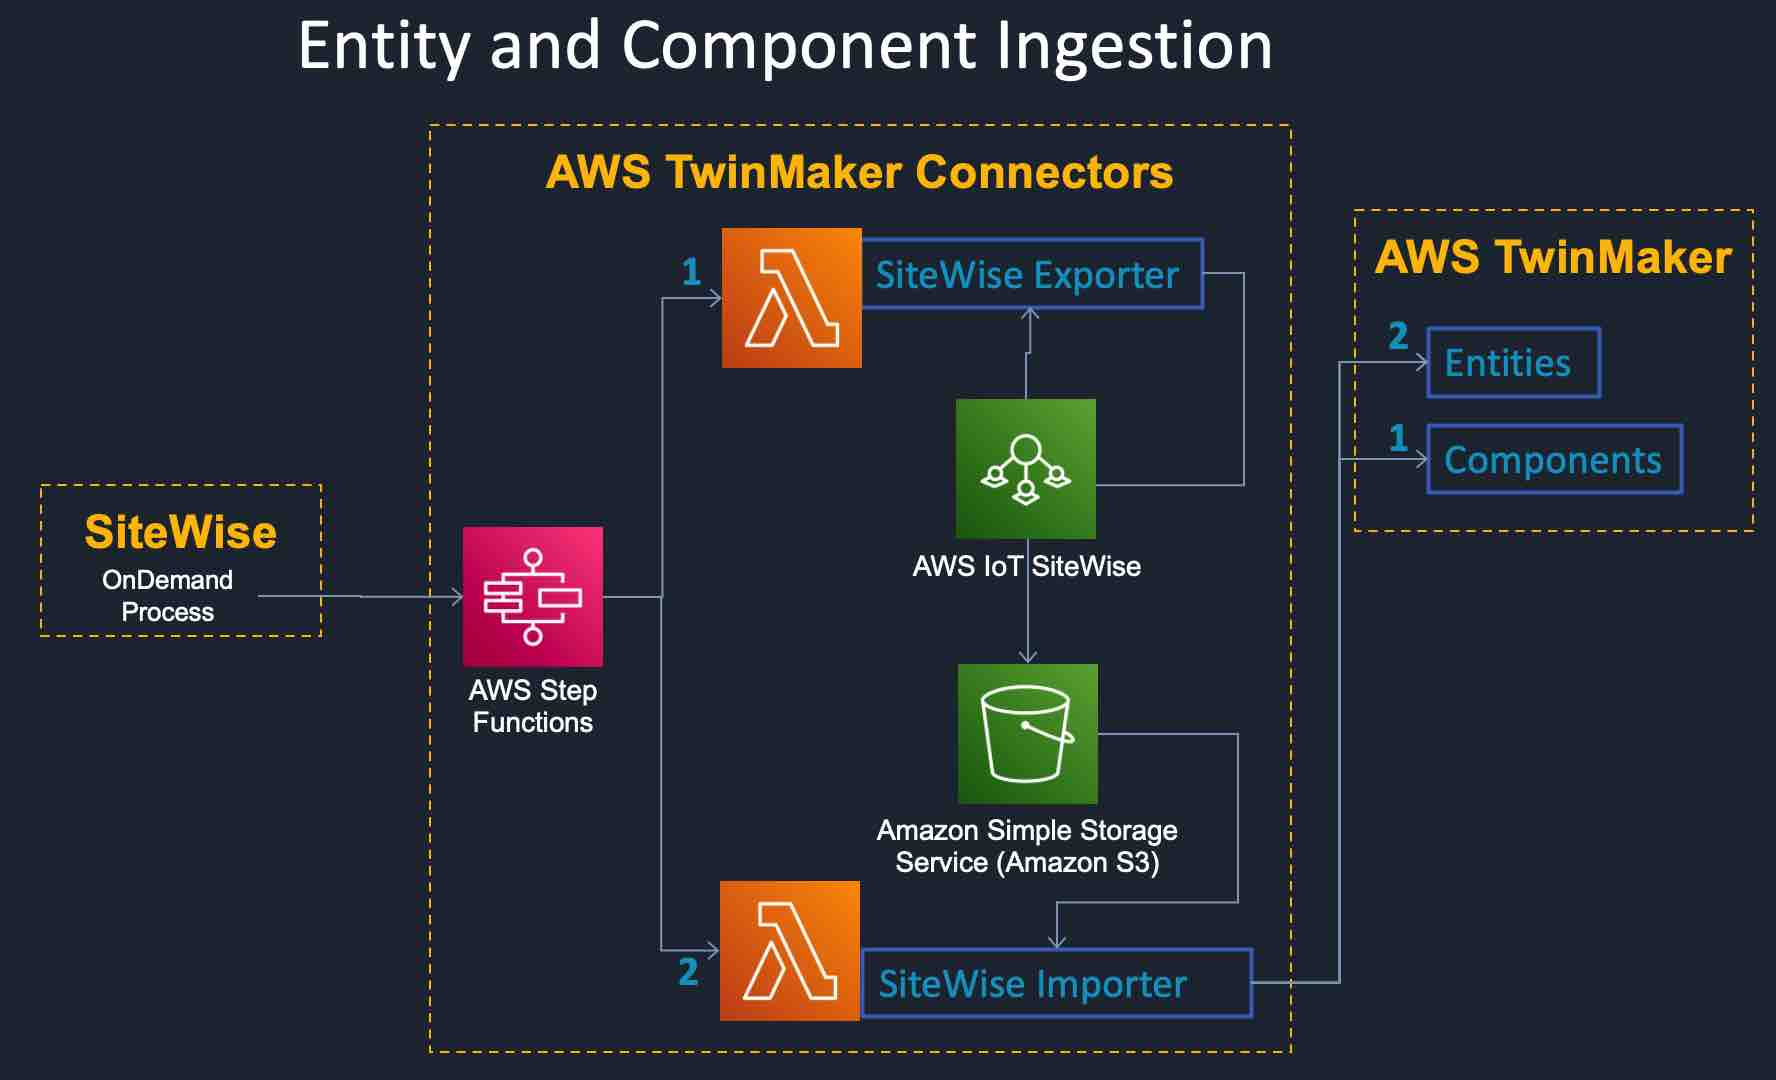 Entity and Component Ingestion
AWS TwinMaker Connectors
1
SiteWise Exporter
AWS TwinMaker
2
Entities
1
Components
SiteWise
OnDemand
Process
AWS IoT SiteWise
AWS Step
Functions
Amazon Simple Storage
Service (Amazon S3)
2
SiteWise Importer